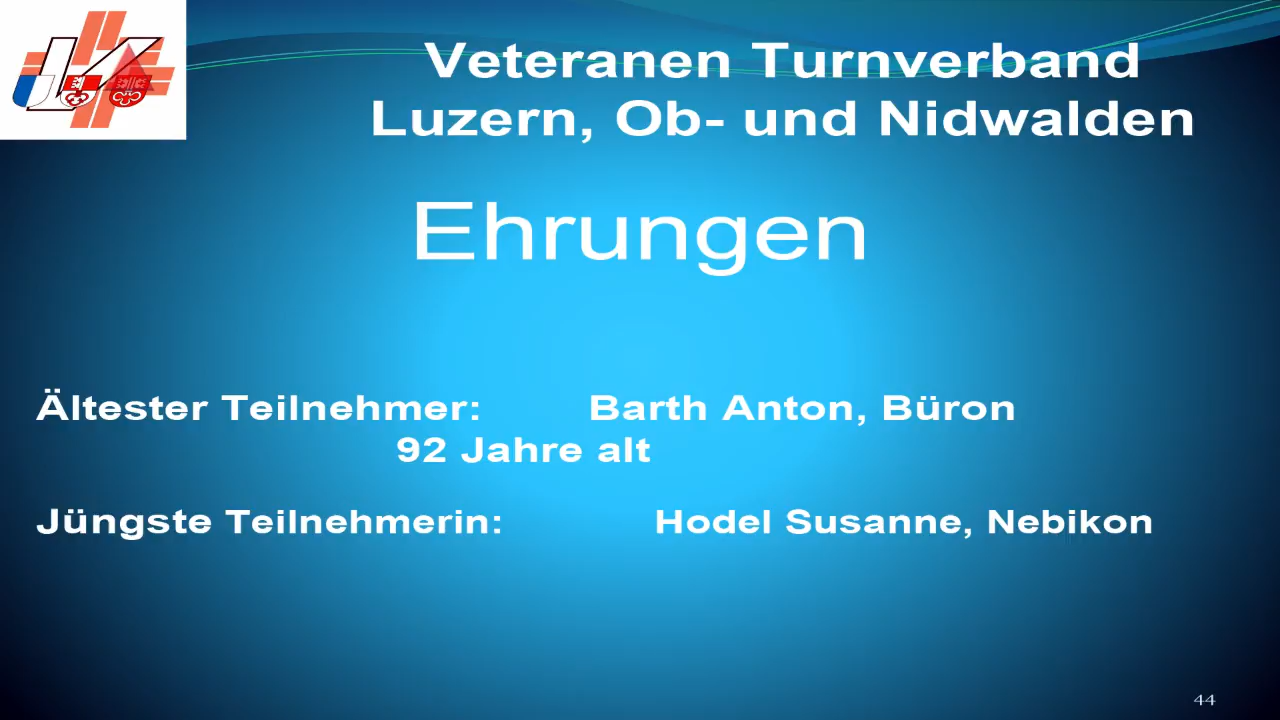 Veteranen Turnverband
Luzern, Ob- und Nidwalden
Ehrungen
Ältester Teilnehmer: Barth Anton, Büron
92 Jahre alt
Jüngste Teilnehmerin: Hodel Susanne, Nebikon
44